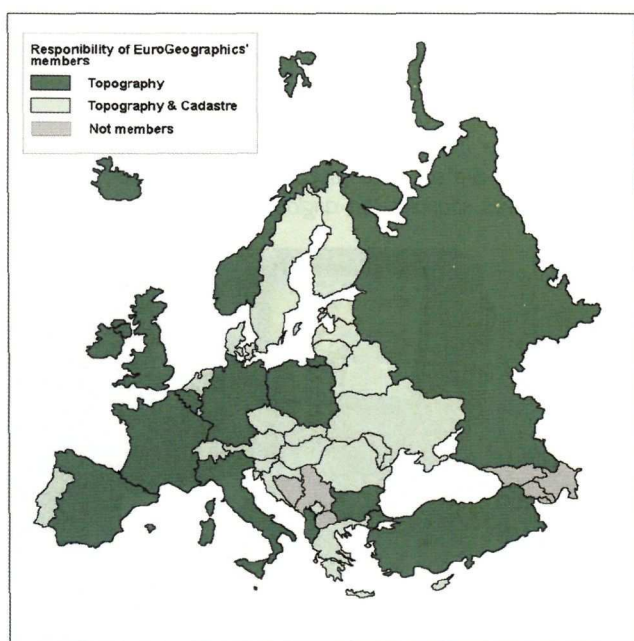 Responibility of EuroGeographics'
members
Topography
Topography & Cadastre
Not members